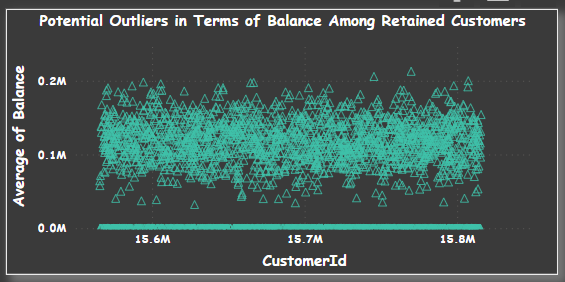 Potential Outliers in Terms of Balance Among Retained Customers
Average of Balance
0.2M
0.1M
0.0M
15.6M 15.7M 15.8M
CustomerId